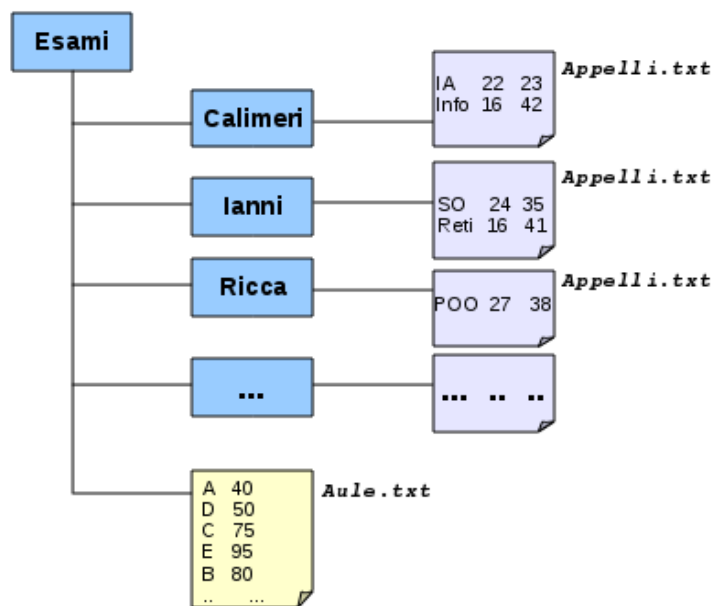 Esami
Calimeri
IA 22 23
Info 16 42
Appelli.txt
Ianni
SO 24 35
Reti 16 41
Appelli.txt
Ricca
POO 27 38
Appelli.txt
...
... .. ..
A 40
D 50
C 75
E 95
B 80
.. ...
Aule.txt